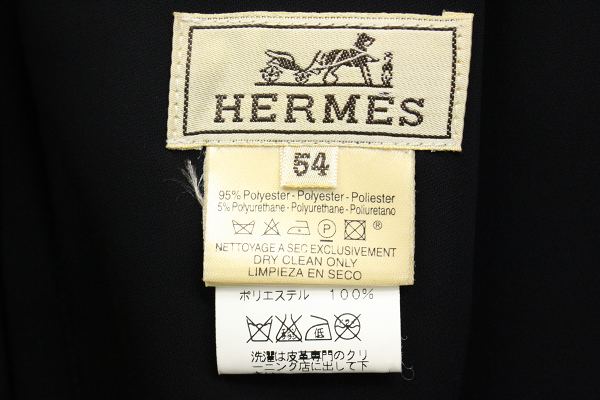 HERMES
54
95% Polyester - Polyester - Poliester
5% Polyurethane - Polyurethane - Poliuretano
P ®
NETTOYAGE A SEC EXCLUSIVEMENT
DRY CLEAN ONLY
LIMPIEZA EN SECO
ポリエステル 100%
低
洗濯は皮革専門のクリ
ーニング店に出して下